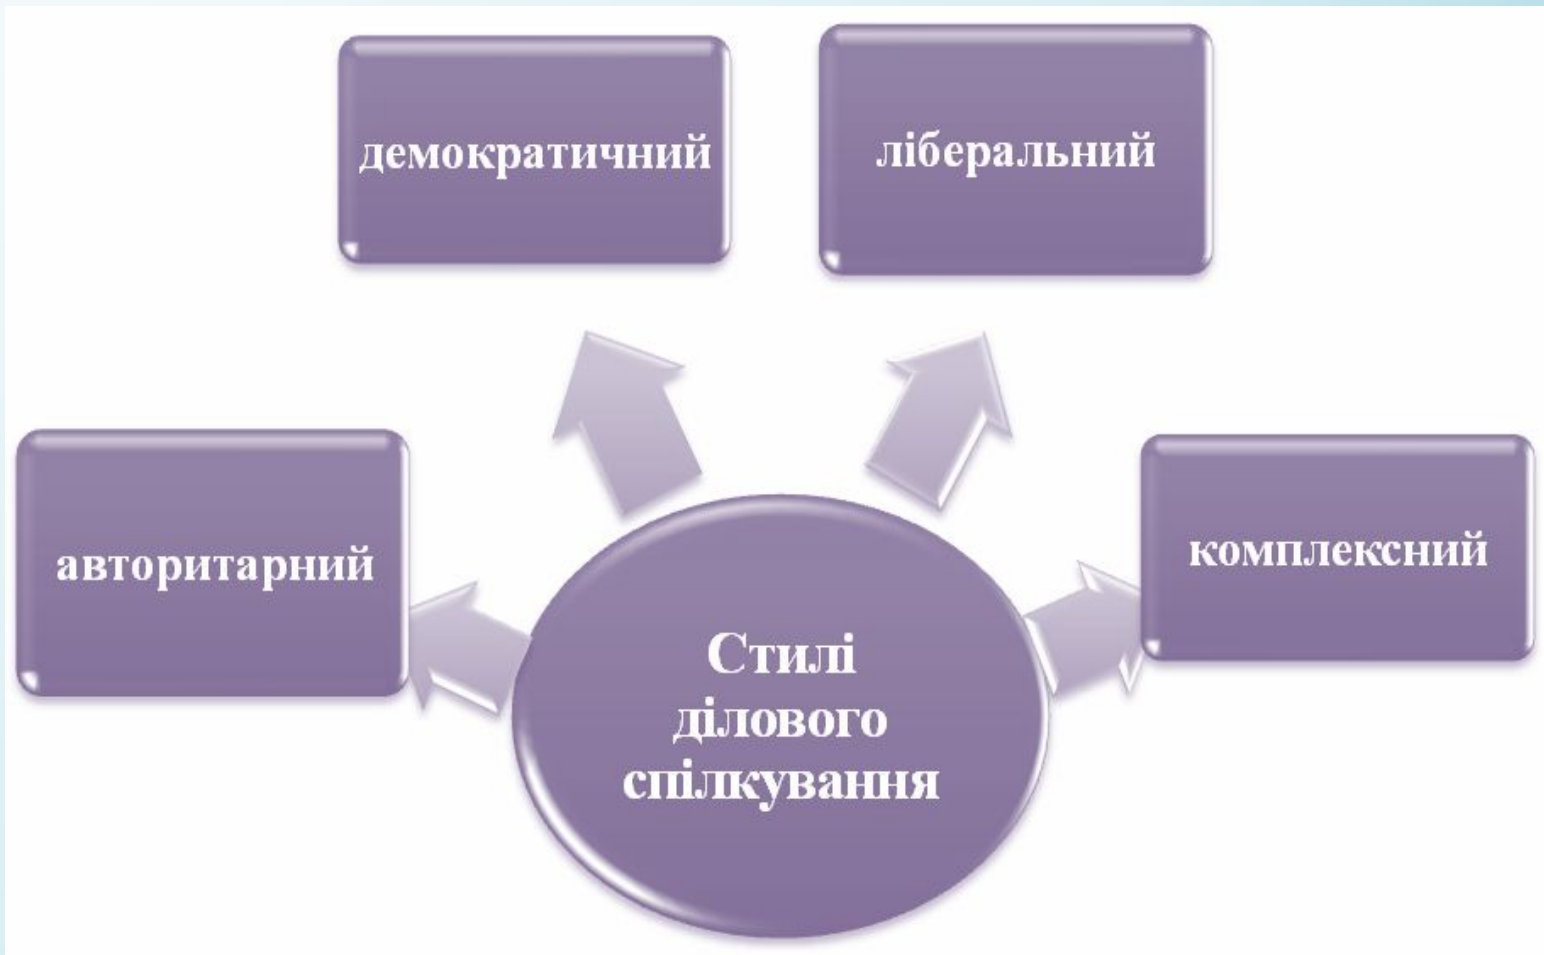 демократичний
ліберальний
авторитарний
комплексний
Стилі
ділового
спілкування